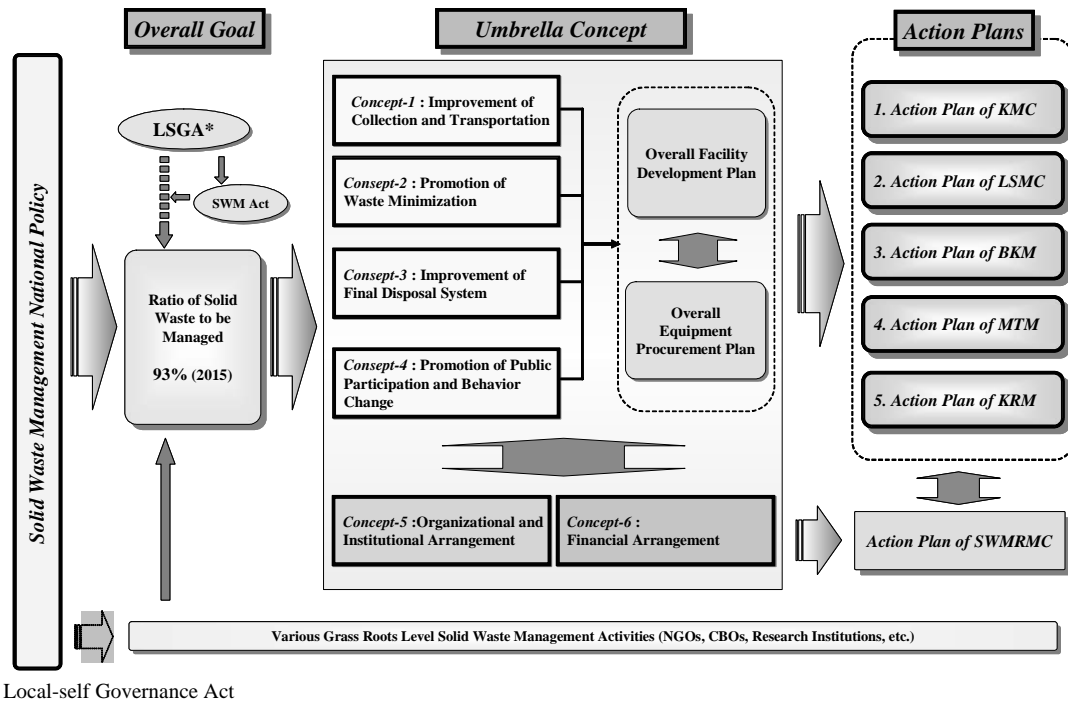 Overall Goal
Umbrella Concept
Action Plans
Solid Waste Management National Policy
LSGA*
SWM Act
Ratio of Solid
Waste to be
Managed
93% (2015)
Concept-1 : Improvement of
Collection and Transportation
Consept-2 : Promotion of
Waste Minimization
Concept-3 : Improvement of
Final Disposal System
Concept-4 : Promotion of Public
Participation and Behavior
Change
Overall Facility
Development Plan
Overall
Equipment
Procurement Plan
Concept-5 :Organizational and
Institutional Arrangement
Concept-6 :
Financial Arrangement
1. Action Plan of KMC
2. Action Plan of LSMC
3. Action Plan of BKM
4. Action Plan of MTM
5. Action Plan of KRM
Action Plan of SWMRMC
Various Grass Roots Level Solid Waste Management Activities (NGOs, CBOs, Research Institutions, etc.)
Local-self Governance Act